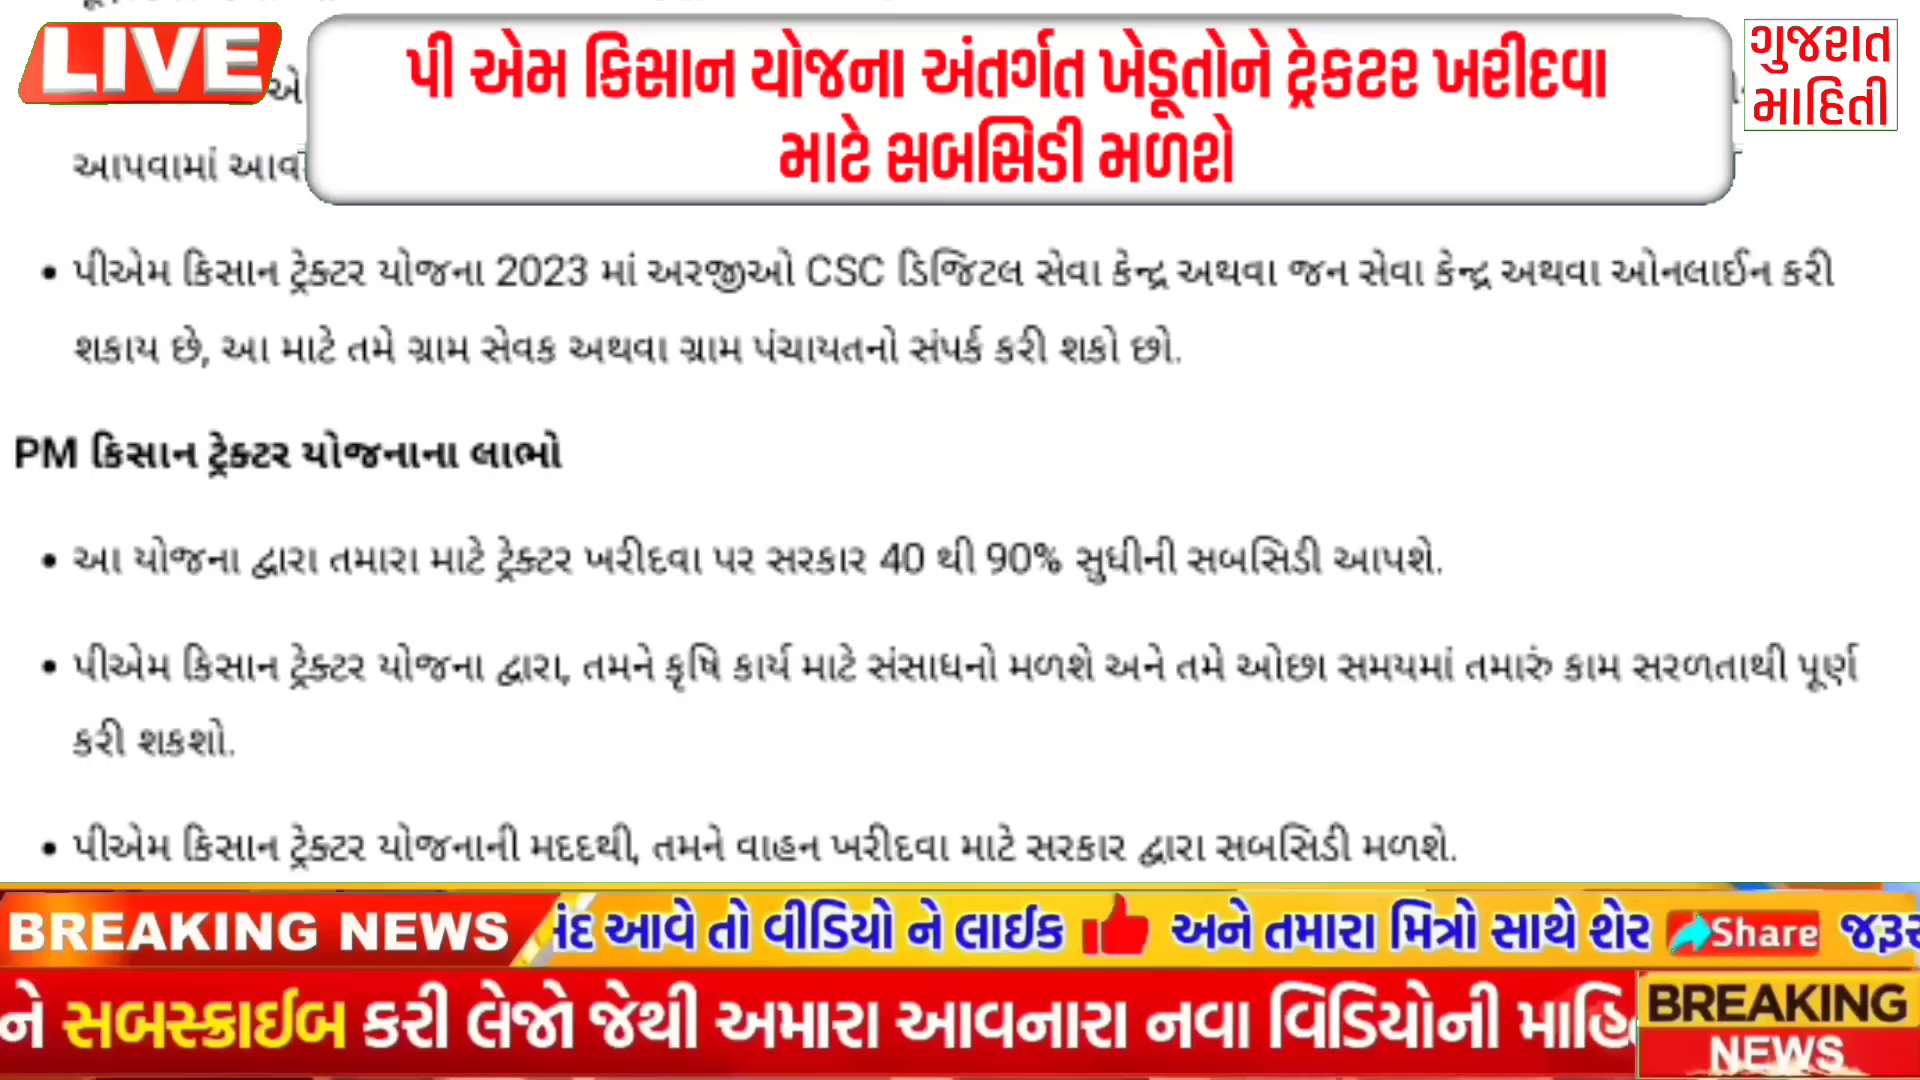 LIVE
પી એમ કિસાન યોજના અંતર્ગત ખેડૂતોને ટ્રેકટર ખરીદવા
માટે સબસિડી મળશે
ગુજરાત
માહિતી
આપવામાં
• પીએમ કિસાન ટ્રેક્ટર યોજના 2023 માં અરજીઓ CSC ડિજિટલ સેવા કેન્દ્ર અથવા જન સેવા કેન્દ્ર અથવા ઓનલાઈન કરી
શકાય છે, આ માટે તમે ગ્રામ સેવક અથવા ગ્રામ પંચાયતનો સંપર્ક કરી શકો છો.
PM કિસાન ટ્રેક્ટર યોજનાના લાભો
• આ યોજના દ્વારા તમારા માટે ટ્રેક્ટર ખરીદવા પર સરકાર 40 થી 90% સુધીની સબસિડી આપશે.
• પીએમ કિસાન ટ્રેક્ટર યોજના દ્વારા, તમને કૃષિ કાર્ય માટે સંસાધનો મળશે અને તમે ઓછા સમયમાં તમારું કામ સરળતાથી પૂર્ણ
કરી શકશો.
• પીએમ કિસાન ટ્રેક્ટર યોજનાની મદદથી, તમને વાહન ખરીદવા માટે સરકાર દ્વારા સબસિડી મળશે.
BREAKING NEWS આવે તો વીડિયો ને લાઈક અને તમારા મિત્રો સાથે શેર Share
ને સબસ્ક્રાઈબ કરી લેજો જેથી અમારા આવનારા નવા વિડિયોની
BREAKING
NEWS